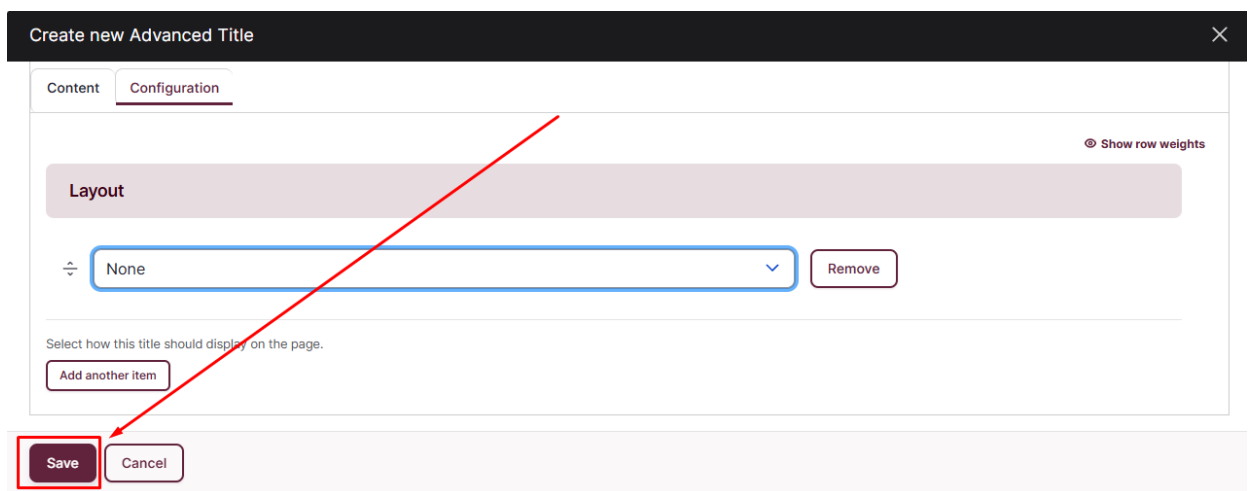 Create new Advanced Title
Content Configuration
Show row weights
Layout
None
Remove
Select how this title should display on the page.
Add another item
Save Cancel